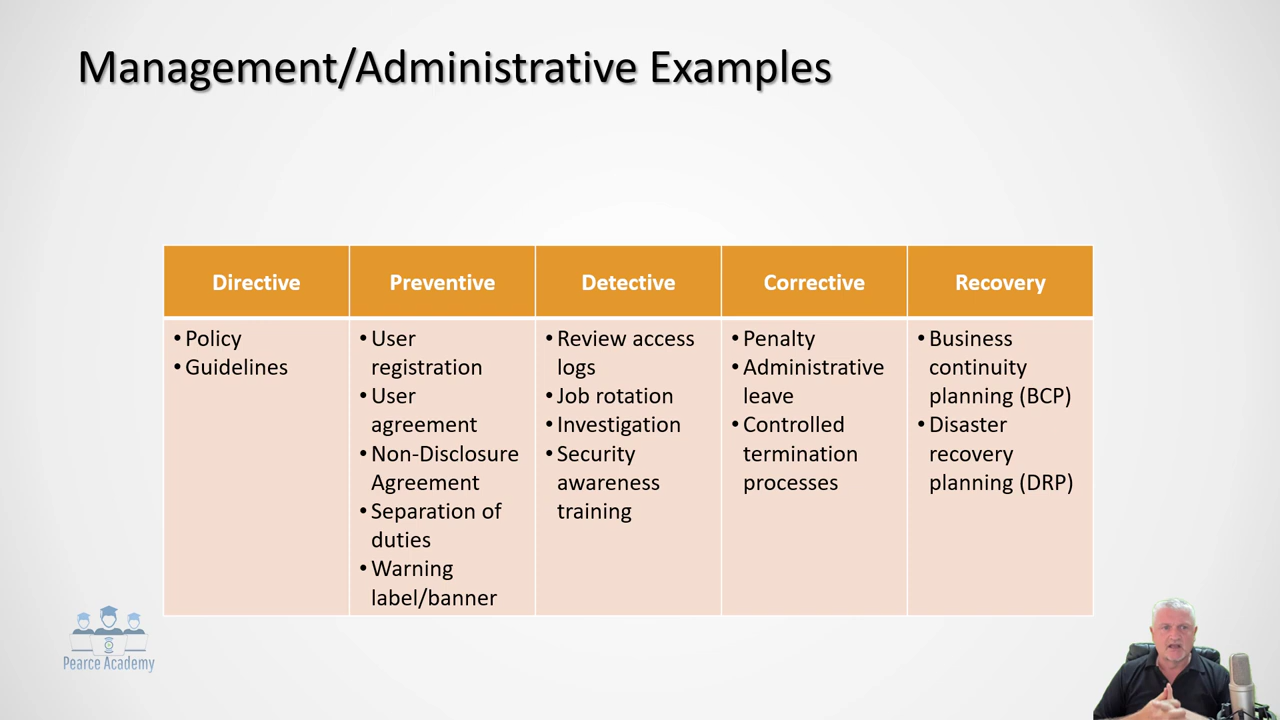 Management/Administrative Examples
Directive
Preventive
Detective
Corrective
Recovery
• Policy
• Guidelines
• User
registration
• User
agreement
• Non-Disclosure
Agreement
• Separation of
duties
• Warning
label/banner
• Review access
logs
• Job rotation
• Investigation
• Security
awareness
training
• Penalty
• Administrative
leave
• Controlled
termination
processes
• Business
continuity
planning (BCP)
• Disaster
recovery
planning (DRP)
Pearce Academy